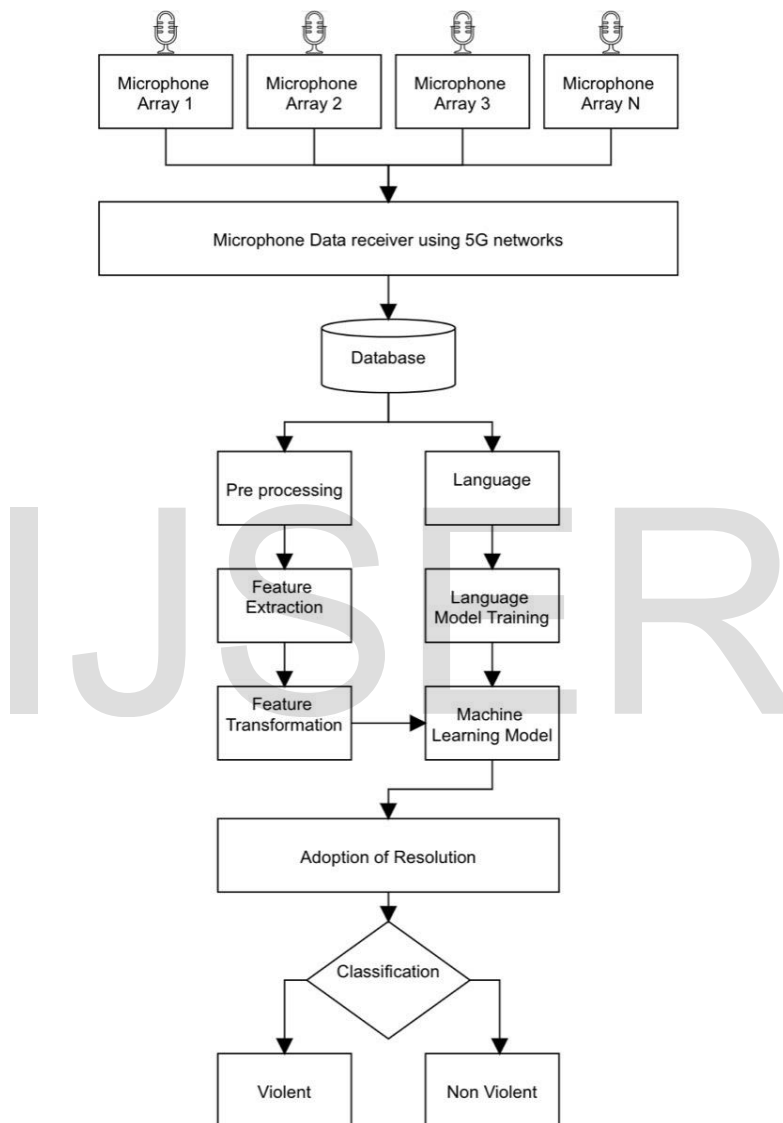 Microphone
Array 1
Microphone
Array 2
Microphone
Array 3
Microphone
Array N
Microphone Data receiver using 5G networks
Database
Pre processing
Language
Feature
Extraction
Language
Model Training
Feature
Transformation
Machine
Learning Model
IJSER
Adoption of Resolution
Classification
Violent
Non Violent